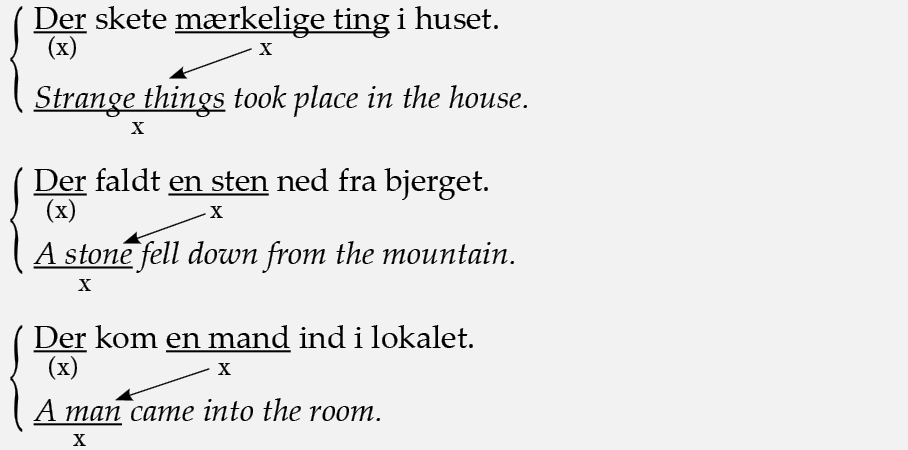 Der skete mærkelige ting i huset.
(x) x
Strange things took place in the house.
x
Der faldt en sten ned fra bjerget.
(x) x
A stone fell down from the mountain.
x
Der kom en mand ind i lokalet.
(x) x
A man came into the room.
x